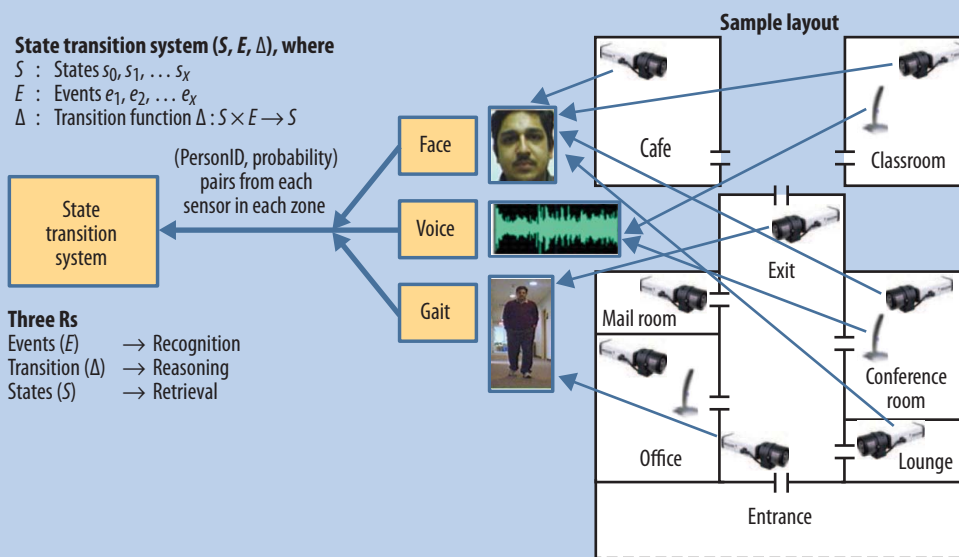 State transition system (S, E, Δ), where
S : States s₀, s₁, … sₓ
E : Events e₁, e₂, … eₓ
Δ : Transition function Δ : S × E → S
(PersonID, probability)
pairs from each
sensor in each zone
State
transition
system
Face
Voice
Gait
Three Rs
Events (E) → Recognition
Transition (Δ) → Reasoning
States (S) → Retrieval
Sample layout
Cafe
Classroom
Exit
Mail room
Conference
room
Office
Lounge
Entrance